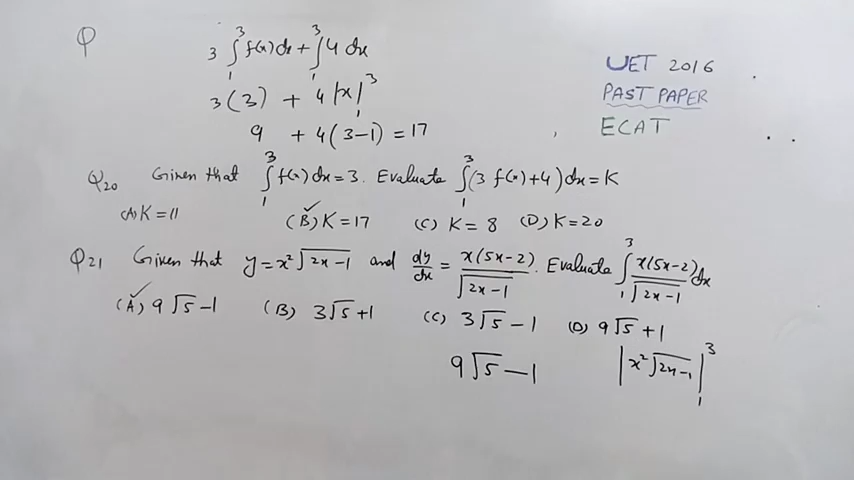 Q
3 ∫₁³ f(x) dx + ∫₁³ 4 dx
3(3) + 4 |x|₁³
9 + 4(3-1) = 17
UET 2016
PAST PAPER
ECAT
Q20 Given that ∫₁³ f(x) dx = 3. Evaluate ∫₁³ (3 f(x) + 4) dx = K
(A) K = 11 (B) K = 17 (C) K = 8 (D) K = 20
Q21 Given that y = x²√(2x-1) and dy/dx = x(5x-2)/√(2x-1). Evaluate ∫₁³ x(5x-2)/√(2x-1) dx
(A) 9√5 -1 (B) 3√5 +1 (C) 3√5 - 1 (D) 9√5 + 1
9√5 - 1 |x²√(2x-1)|₁³